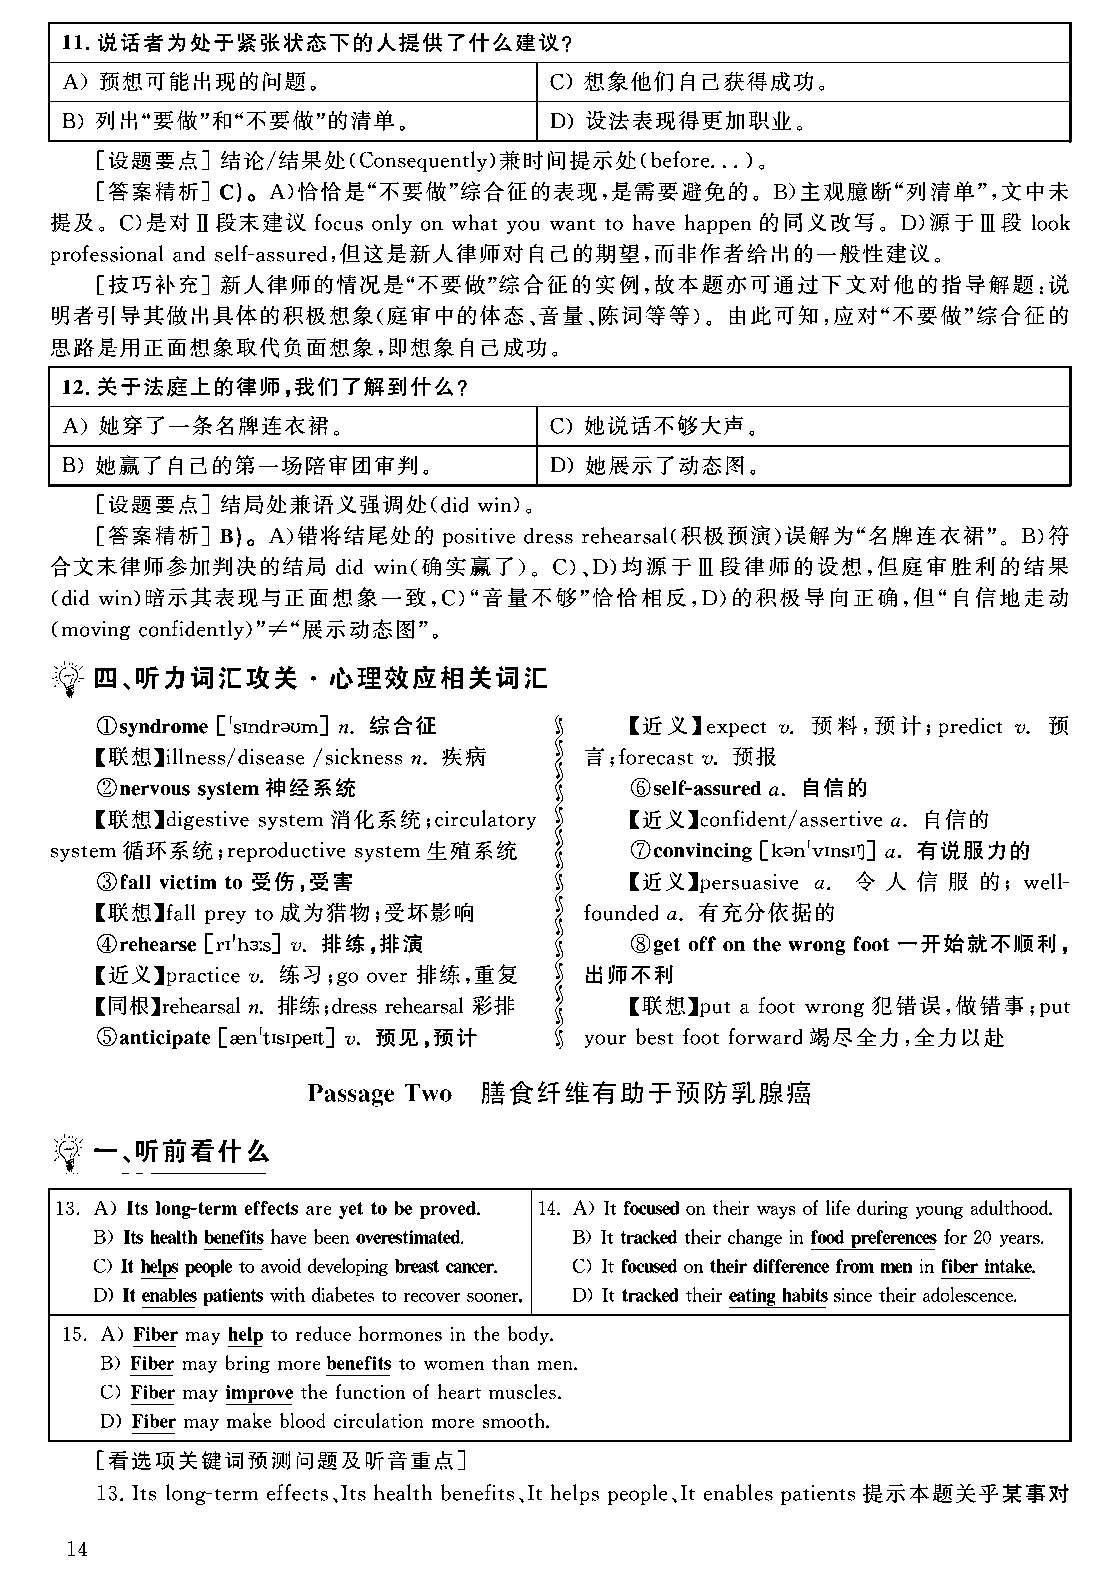 11. 说话者为处于紧张状态下的人提供了什么建议?
A) 预想可能出现的问题。
C) 想象他们自己获得成功。
B) 列出“要做”和“不要做”的清单。
D) 设法表现得更加职业。
[设题要点] 结论/结果处(Consequently)兼时间提示处(before...)。
[答案精析] C)。A)恰恰是“不要做”综合征的表现,是需要避免的。B)主观臆断“列清单”,文中未
提及。C)是对Ⅱ段末建议 focus only on what you want to have happen 的同义改写。D)源于Ⅲ段 look
professional and self-assured,但这是新人律师对自己的期望,而非作者给出的一般性建议。
[技巧补充] 新人律师的情况是“不要做”综合征的实例,故本题亦可通过下文对他的指导解题:说
明者引导其做出具体的积极想象(庭审中的体态、音量、陈词等等)。由此可知,应对“不要做”综合征的
思路是用正面想象取代负面想象,即想象自己成功。
12. 关于法庭上的律师,我们了解到什么?
A) 她穿了一条名牌连衣裙。
C) 她说话不够大声。
B) 她赢了自己的第一场陪审团审判。
D) 她展示了动态图。
[设题要点] 结局处兼语义强调处(did win)。
[答案精析] B)。A)错将结尾处的 positive dress rehearsal(积极预演)误解为“名牌连衣裙”。B)符
合文末律师参加判决的结局 did win(确实赢了)。C)、D)均源于Ⅲ段律师的设想,但庭审胜利的结果
(did win)暗示其表现与正面想象一致,C)“音量不够”恰恰相反,D)的积极导向正确,但“自信地走动
(moving confidently)”≠“展示动态图”。
四、听力词汇攻关·心理效应相关词汇
①syndrome [ˈsɪndrəʊm] n. 综合征
【联想】illness/disease /sickness n. 疾病
②nervous system 神经系统
【联想】digestive system 消化系统;circulatory
system 循环系统;reproductive system 生殖系统
③fall victim to 受伤,受害
【联想】fall prey to 成为猎物;受坏影响
④rehearse [rɪˈhɜːs] v. 排练,排演
【近义】practice v. 练习;go over 排练,重复
【同根】rehearsal n. 排练;dress rehearsal 彩排
⑤anticipate [ænˈtɪsɪpeɪt] v. 预见,预计
【近义】expect v. 预料,预计;predict v. 预
言;forecast v. 预报
⑥self-assured a. 自信的
【近义】confident/assertive a. 自信的
⑦convincing [kənˈvɪnsɪŋ] a. 有说服力的
【近义】persuasive a. 令人信服的; well-
founded a. 有充分依据的
⑧get off on the wrong foot 一开始就不顺利,
出师不利
【联想】put a foot wrong 犯错误,做错事;put
your best foot forward 竭尽全力,全力以赴
Passage Two 膳食纤维有助于预防乳腺癌
一、听前看什么
13. A) Its long-term effects are yet to be proved.
B) Its health benefits have been overestimated.
C) It helps people to avoid developing breast cancer.
D) It enables patients with diabetes to recover sooner.
14. A) It focused on their ways of life during young adulthood.
B) It tracked their change in food preferences for 20 years.
C) It focused on their difference from men in fiber intake.
D) It tracked their eating habits since their adolescence.
15. A) Fiber may help to reduce hormones in the body.
B) Fiber may bring more benefits to women than men.
C) Fiber may improve the function of heart muscles.
D) Fiber may make blood circulation more smooth.
[看选项关键词预测问题及听音重点]
13. Its long-term effects、Its health benefits、It helps people、It enables patients 提示本题关乎某事对
14